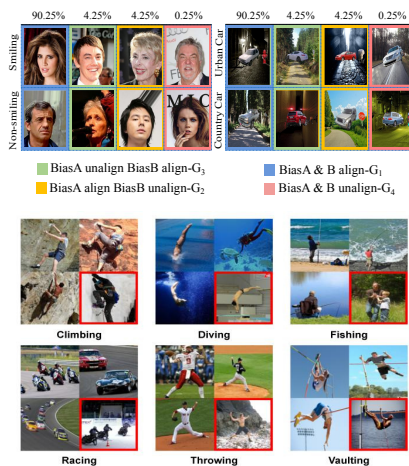 90.25% 4.25% 4.25% 0.25% 90.25% 4.25% 4.25% 0.25%
Smiling
Non-smiling
Urban Car
Country Car
BiasA unalign BiasB align-G3
BiasA & B align-G1
BiasA align BiasB unalign-G2
BiasA & B unalign-G4
Climbing Diving Fishing
Racing Throwing Vaulting